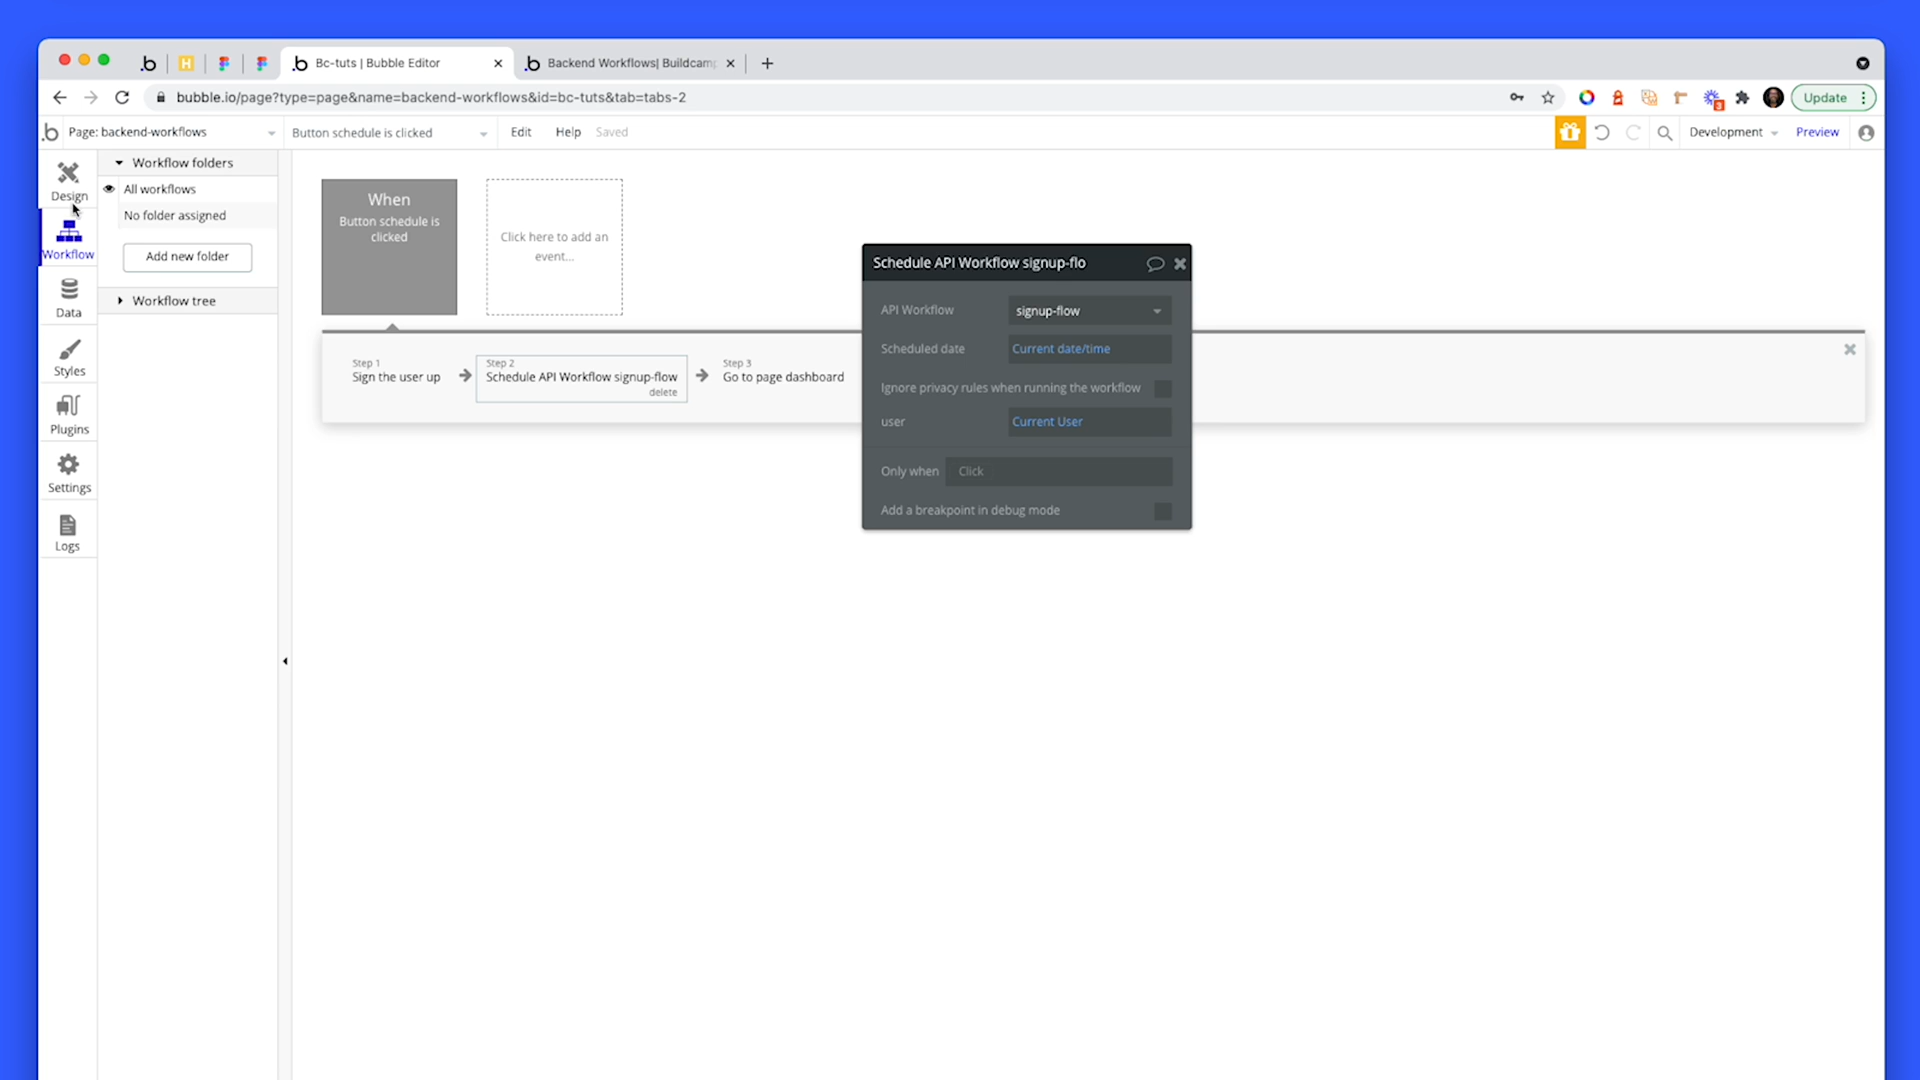 Bc-tuts | Bubble Editor
Backend Workflows| Buildcamp
bubble.io/page?type=page&name=backend-workflows&id=bc-tuts&tab=tabs-2
3
Update
Page: backend-workflows
Button schedule is clicked
Edit
Help
Saved
Development
Preview
Design
Workflow
Data
Styles
Plugins
Settings
Logs
Workflow folders
All workflows
No folder assigned
Add new folder
Workflow tree
When
Button schedule is
clicked
Click here to add an
event...
Step 1
Sign the user up
Step 2
Schedule API Workflow signup-flow
delete
Step 3
Go to page dashboard
Schedule API Workflow signup-flo
API Workflow
signup-flow
Scheduled date
Current date/time
Ignore privacy rules when running the workflow
user
Current User
Only when
Click
Add a breakpoint in debug mode